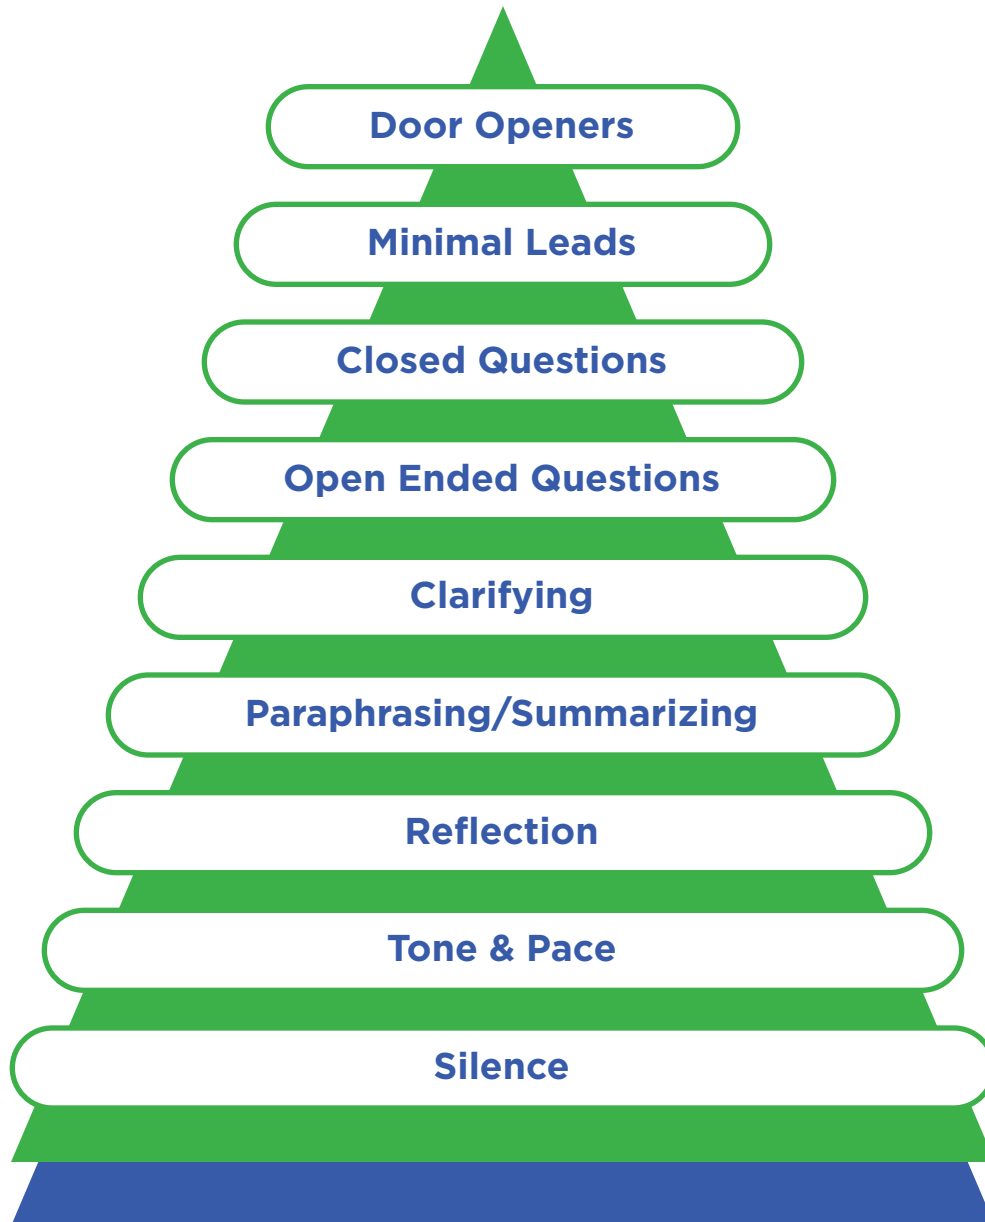 Door Openers
Minimal Leads
Closed Questions
Open Ended Questions
Clarifying
Paraphrasing/Summarizing
Reflection
Tone & Pace
Silence